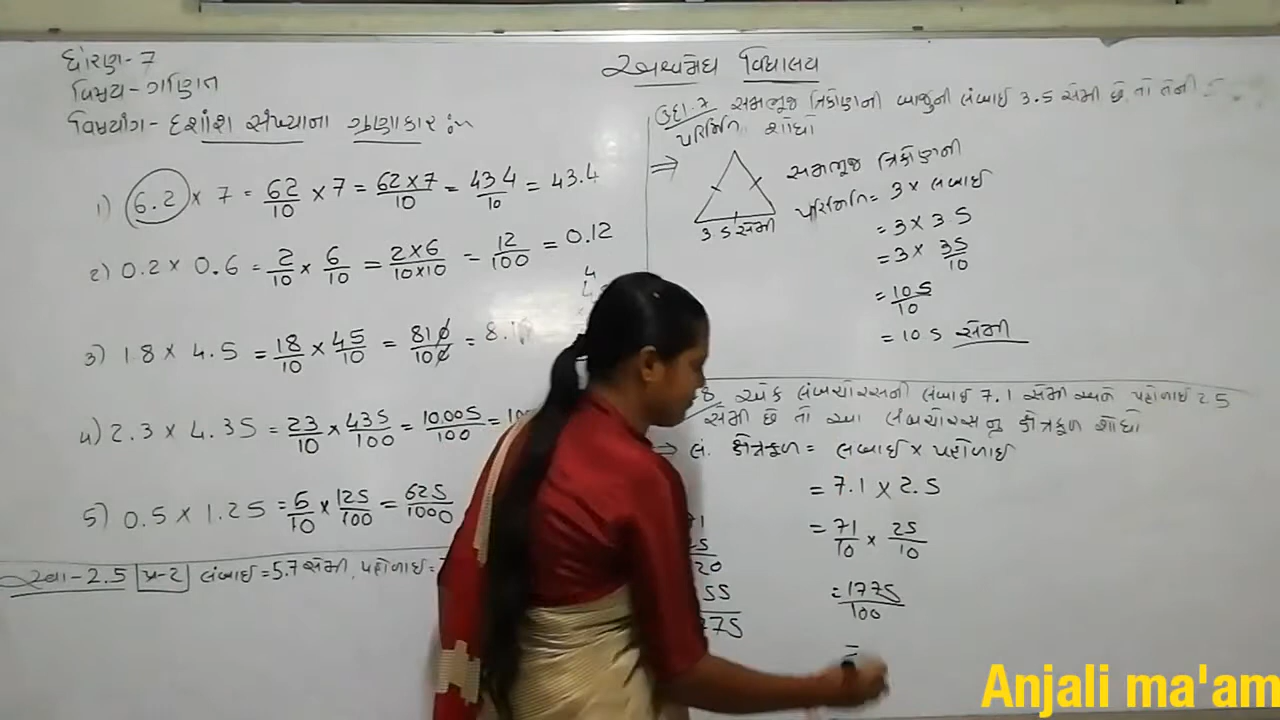 ધોરણ - 7
વિષય - ગણિત
વિષયાંગ - દશાંશ સંખ્યાના ગુણાકાર :-
1) 6.2 × 7 = 62/10 × 7 = 62×7/10 = 434/10 = 43.4
2) 0.2 × 0.6 = 2/10 × 6/10 = 2×6/10×10 = 12/100 = 0.12
3) 1.8 × 4.5 = 18/10 × 45/10 = 810/100 = 8.1
4) 2.3 × 4.35 = 23/10 × 435/100 = 10005/100 =
5) 0.5 × 1.25 = 5/10 × 125/100 = 625/1000
સ્વા - 2.5 પ્ર-2 લંબાઈ = 5.7 સેમી, પહોળાઈ =
અશ્વમેઘ વિદ્યાલય
ઉદા. 7 સમભૂજ ત્રિકોણની બાજુની લંબાઈ 3.5 સેમી છે, તો તેની
પરિમિતિ શોધો
⇒ સમભૂજ ત્રિકોણની
પરિમિતિ = 3 × લંબાઈ
3.5 સેમી
= 3 × 3.5
= 3 × 35/10
= 105/10
= 10.5 સેમી
8. એક લંબચોરસની લંબાઈ 7.1 સેમી અને પહોળાઈ 2.5
સેમી છે તો આ લંબચોરસનું ક્ષેત્રફળ શોધો
⇒ લં. ક્ષેત્રફળ = લંબાઈ × પહોળાઈ
= 7.1 × 2.5
= 71/10 × 25/10
= 1775/100
=
Anjali ma'am